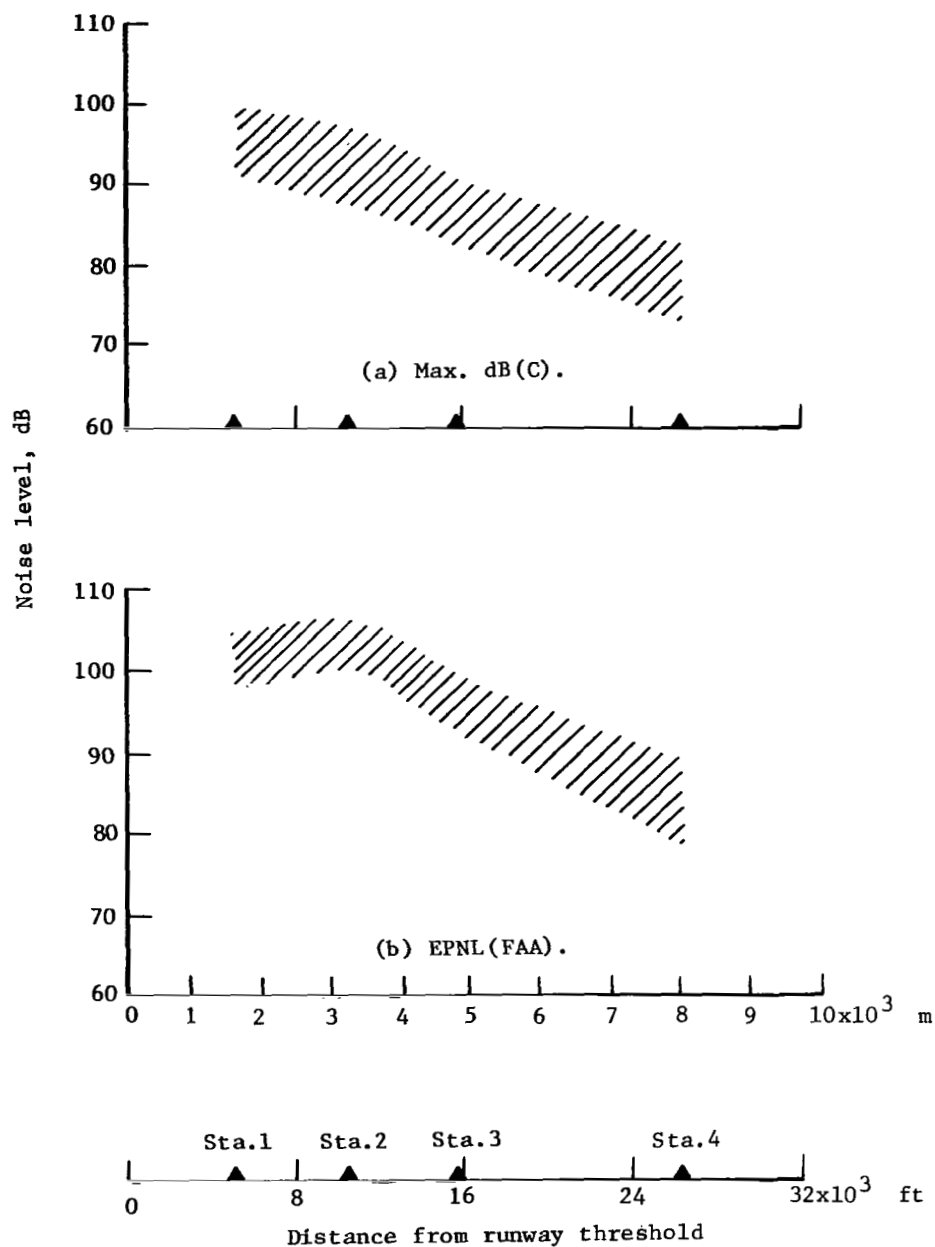 110
100
90
80
70
60
(a) Max. dB(C).
Noise level, dB
110
100
90
80
70
60
(b) EPNL(FAA).
0 1 2 3 4 5 6 7 8 9 10x10³ m
Sta.1 Sta.2 Sta.3 Sta.4
0 8 16 24 32x10³ ft
Distance from runway threshold